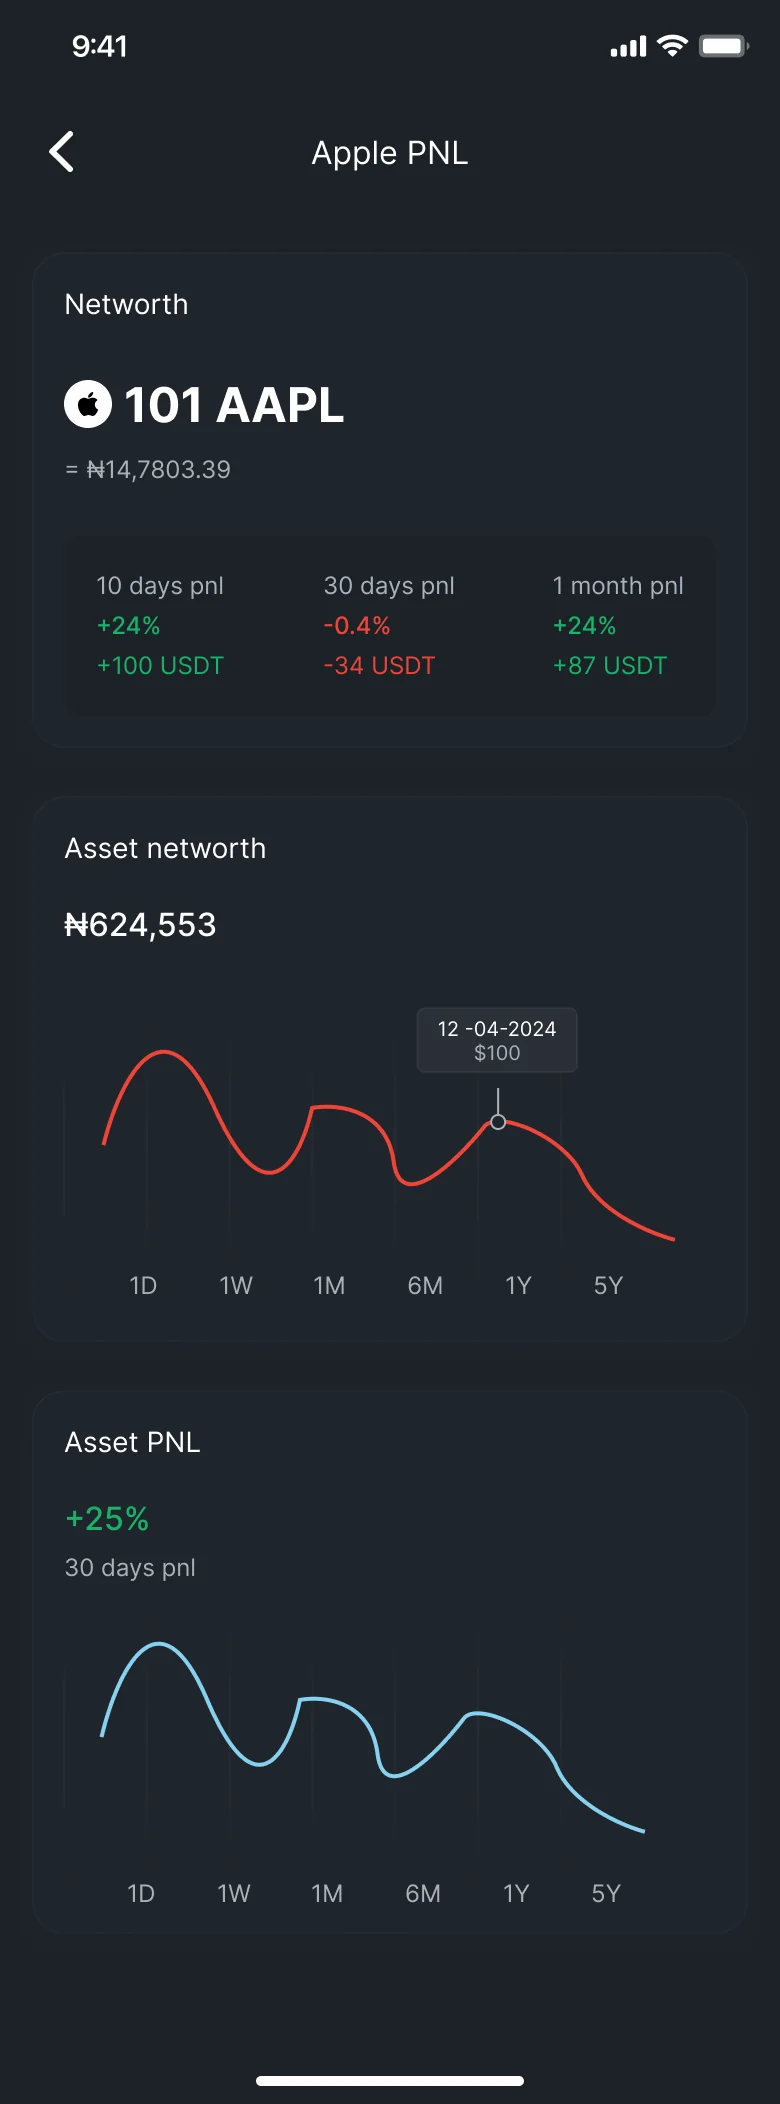 9:41
Apple PNL
Networth
101 AAPL
= ₦14,7803.39
10 days pnl 30 days pnl 1 month pnl
+24% -0.4% +24%
+100 USDT -34 USDT +87 USDT
Asset networth
₦624,553
12 -04-2024
$100
1D 1W 1M 6M 1Y 5Y
Asset PNL
+25%
30 days pnl
1D 1W 1M 6M 1Y 5Y